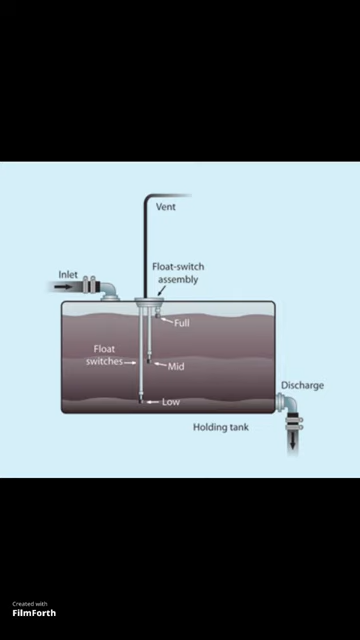 Vent
Float-switch
assembly
Inlet
Full
Float
switches
Mid
Discharge
Low
Holding tank
Created with
FilmForth